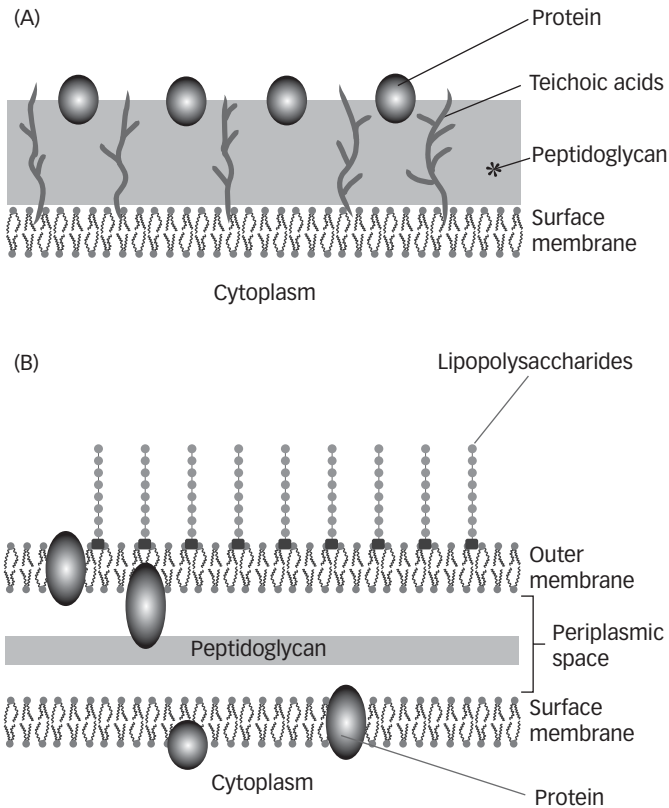 (A)
Protein
Teichoic acids
Peptidoglycan
*
Surface
membrane
Cytoplasm
(B)
Lipopolysaccharides
Outer
membrane
Peptidoglycan
Periplasmic
space
Surface
membrane
Cytoplasm
Protein